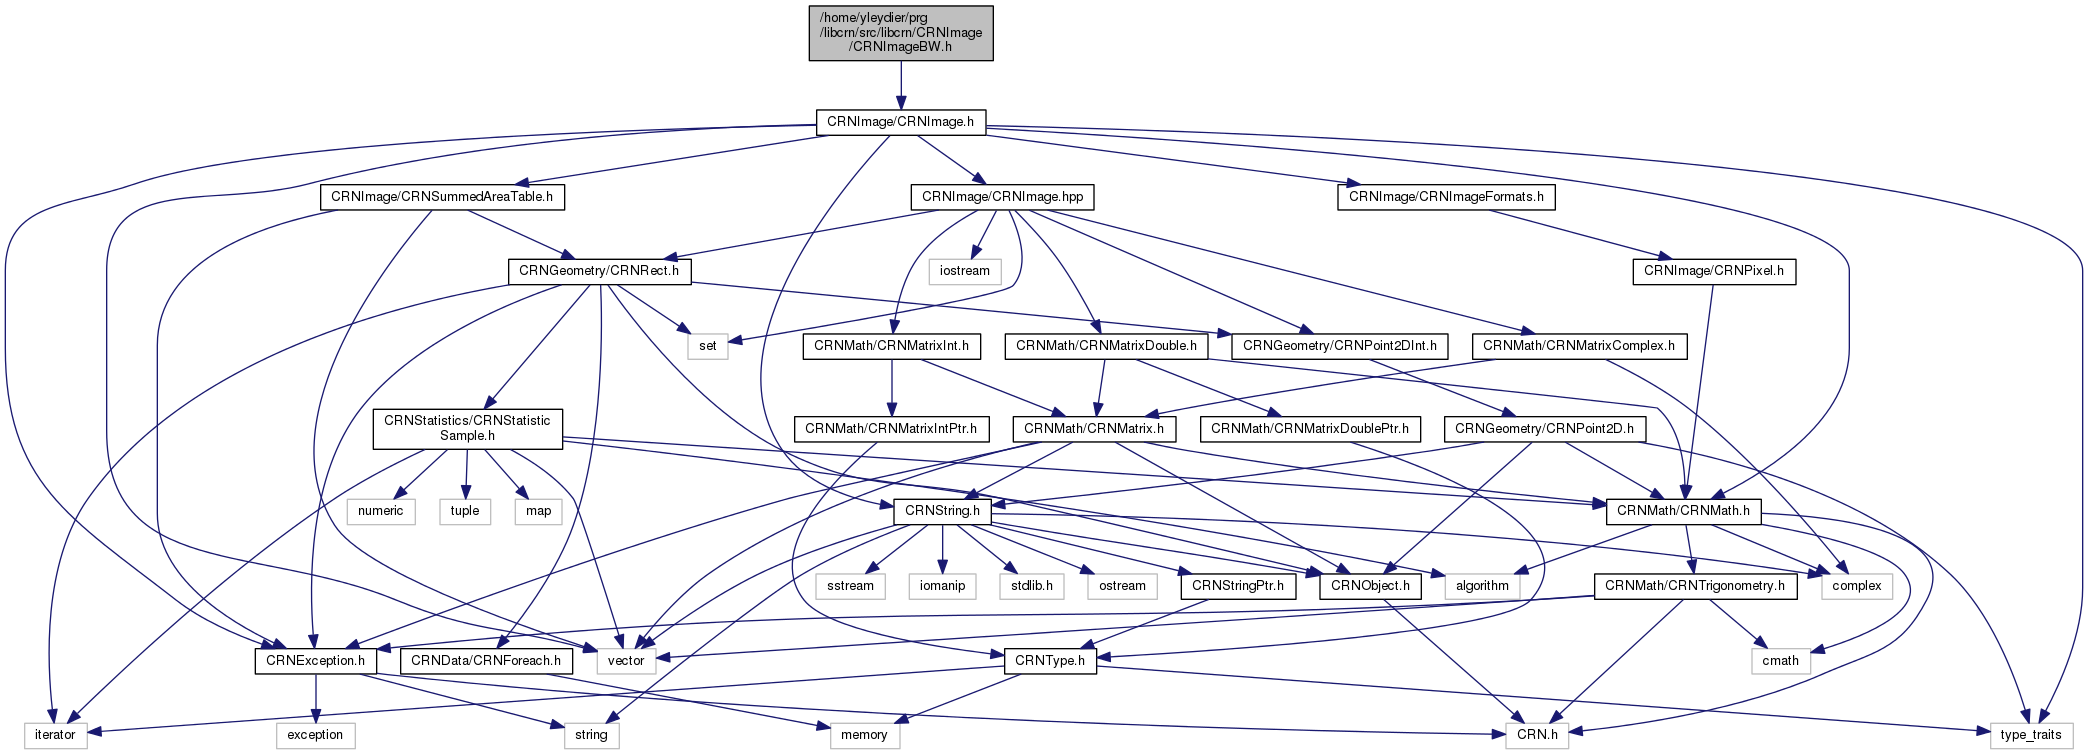 /home/yleydier/prg
/libcrn/src/libcrn/CRNImage
/CRNImageBW.h
CRNImage/CRNImage.h
CRNImage/CRNSummedAreaTable.h
CRNImage/CRNImage.hpp
CRNImage/CRNImageFormats.h
CRNGeometry/CRNRect.h
iostream
CRNImage/CRNPixel.h
set
CRNMath/CRNMatrixInt.h
CRNMath/CRNMatrixDouble.h
CRNGeometry/CRNPoint2DInt.h
CRNMath/CRNMatrixComplex.h
CRNStatistics/CRNStatistic
Sample.h
CRNMath/CRNMatrixIntPtr.h
CRNMath/CRNMatrix.h
CRNMath/CRNMatrixDoublePtr.h
CRNGeometry/CRNPoint2D.h
numeric
tuple
map
CRNString.h
CRNMath/CRNMath.h
sstream
iomanip
stdlib.h
ostream
CRNStringPtr.h
CRNObject.h
algorithm
CRNMath/CRNTrigonometry.h
complex
CRNException.h
CRNData/CRNForeach.h
vector
CRNType.h
cmath
iterator
exception
string
memory
CRN.h
type_traits